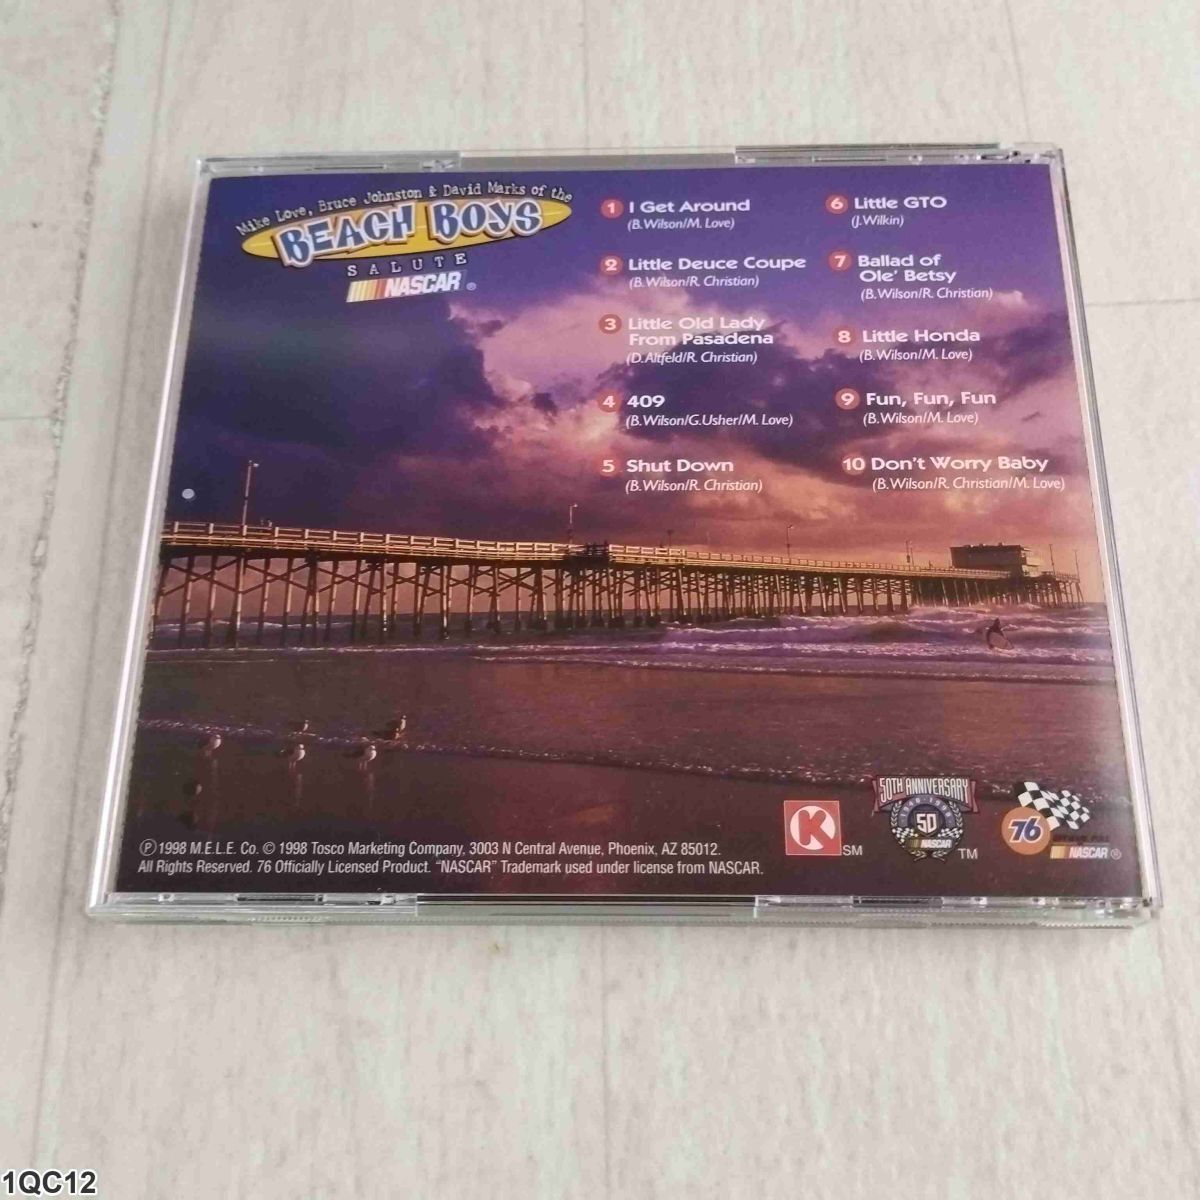 Mike Love, Bruce Johnston & David Marks of the
BEACH BOYS
SALUTE
NASCAR ®
1 I Get Around
(B.Wilson/M. Love)
2 Little Deuce Coupe
(B.Wilson/R. Christian)
3 Little Old Lady
From Pasadena
(D.Altfeld/R. Christian)
4 409
(B.Wilson/G.Usher/M. Love)
5 Shut Down
(B.Wilson/R. Christian)
6 Little GTO
(J.Wilkin)
7 Ballad of
Ole' Betsy
(B.Wilson/R. Christian)
8 Little Honda
(B.Wilson/M. Love)
9 Fun, Fun, Fun
(B.Wilson/M. Love)
10 Don't Worry Baby
(B.Wilson/R. Christian/M. Love)
℗1998 M.E.L.E. Co. © 1998 Tosco Marketing Company, 3003 N Central Avenue, Phoenix, AZ 85012.
All Rights Reserved. 76 Officially Licensed Product. "NASCAR" Trademark used under license from NASCAR.
K SM
50TH ANNIVERSARY
50
NASCAR
TM
76
NASCAR ®
1QC12